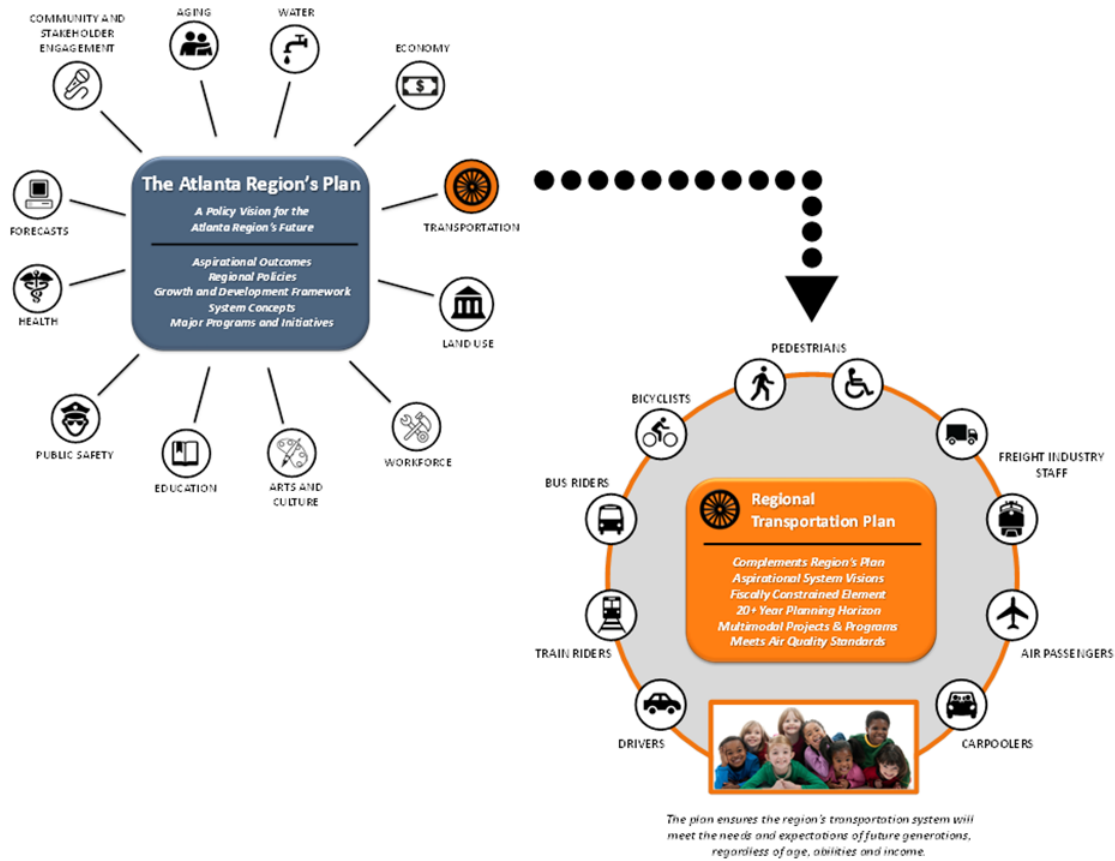 COMMUNITY AND
STAKEHOLDER
ENGAGEMENT
AGING
WATER
ECONOMY
The Atlanta Region's Plan
A Policy Vision for the
Atlanta Region's Future
Aspirational Outcomes
Regional Policies
Growth and Development Framework
System Concepts
Major Programs and Initiatives
TRANSPORTATION
FORECASTS
HEALTH
LAND USE
PUBLIC SAFETY
EDUCATION
ARTS AND
CULTURE
WORKFORCE
PEDESTRIANS
BICYCLISTS
FREIGHT INDUSTRY
STAFF
BUS RIDERS
Regional
Transportation Plan
Complements Region's Plan
Aspirational System Visions
Fiscally Constrained Element
20+ Year Planning Horizon
Multimodal Projects & Programs
Meets Air Quality Standards
TRAIN RIDERS
AIR PASSENGERS
DRIVERS
CARPOOLERS
The plan ensures the region's transportation system will
meet the needs and expectations of future generations,
regardless of age, abilities and income.